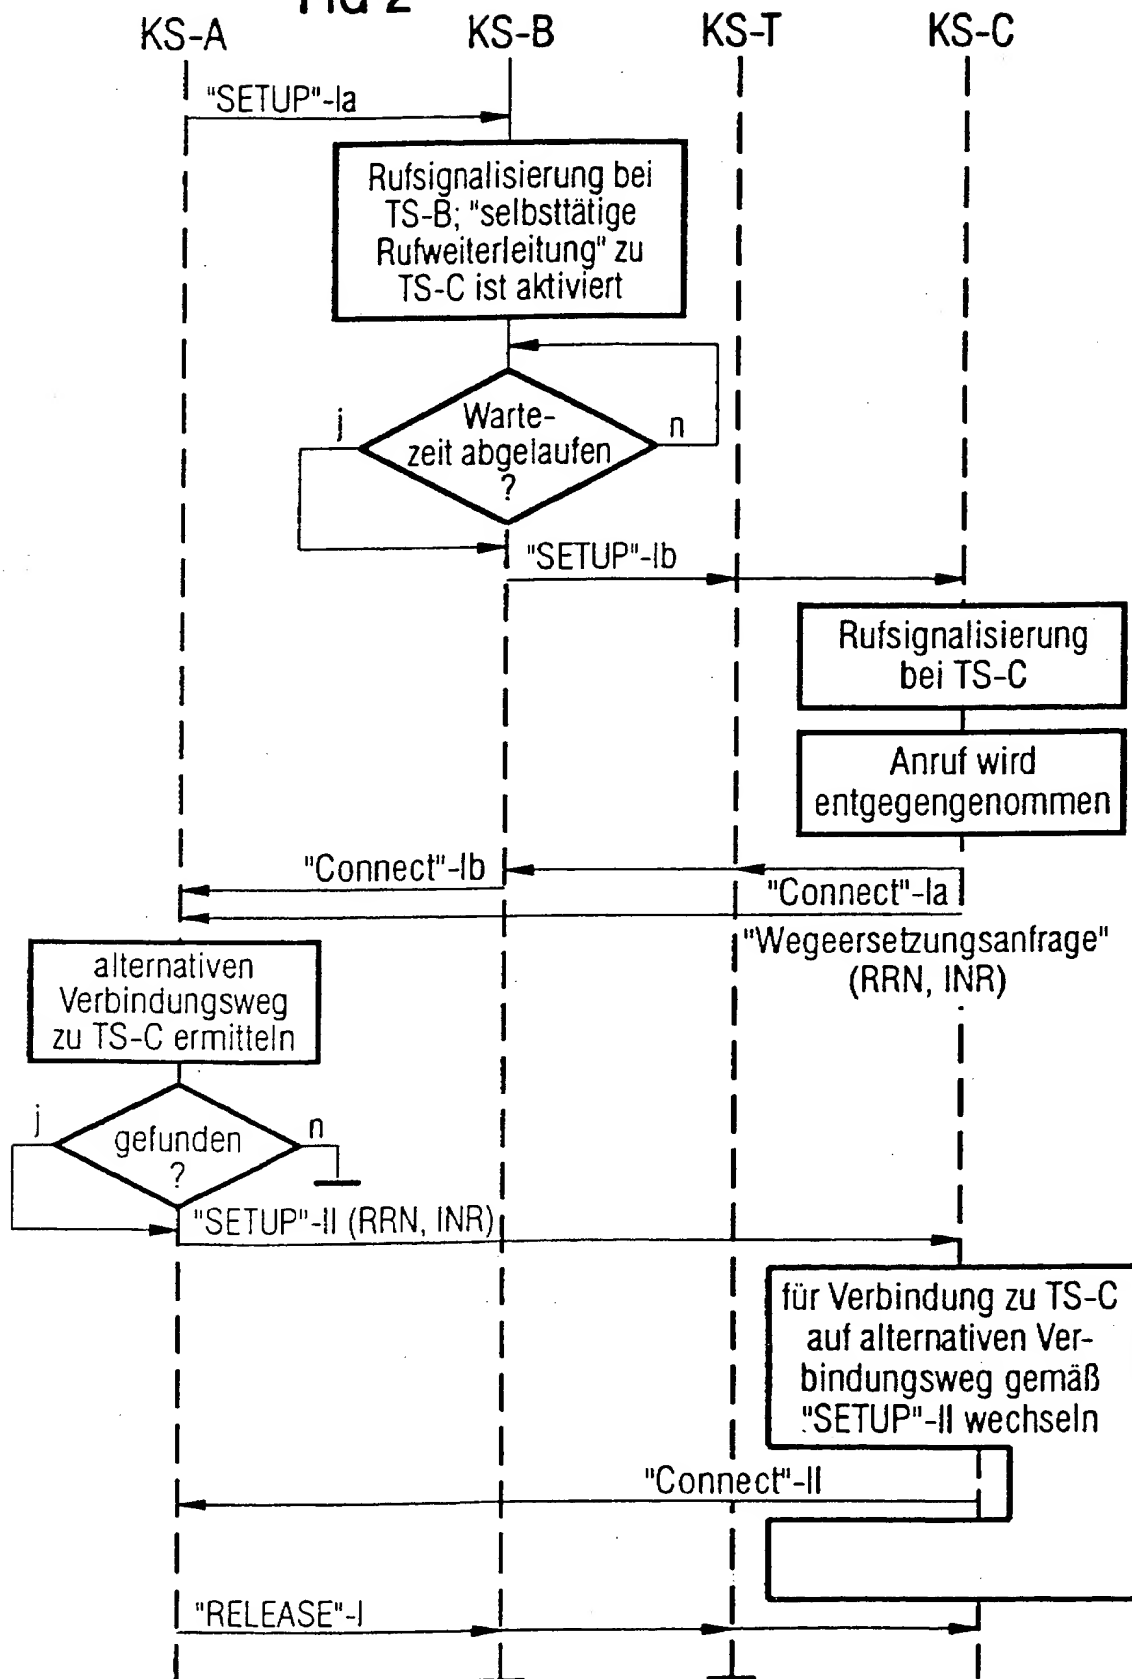 FIG 2
KS-A KS-B KS-T KS-C
"SETUP"-Ia
Rufsignalisierung bei
TS-B; "selbsttätige
Rufweiterleitung" zu
TS-C ist aktiviert
j
Warte-
zeit abgelaufen
?
n
"SETUP"-Ib
Rufsignalisierung
bei TS-C
Anruf wird
entgegengenommen
"Connect"-Ib
"Connect"-Ia
"Wegeersetzungsanfrage"
(RRN, INR)
alternativen
Verbindungsweg
zu TS-C ermitteln
j
gefunden
?
n
"SETUP"-II (RRN, INR)
für Verbindung zu TS-C
auf alternativen Ver-
bindungsweg gemäß
"SETUP"-II wechseln
"Connect"-II
"RELEASE"-I